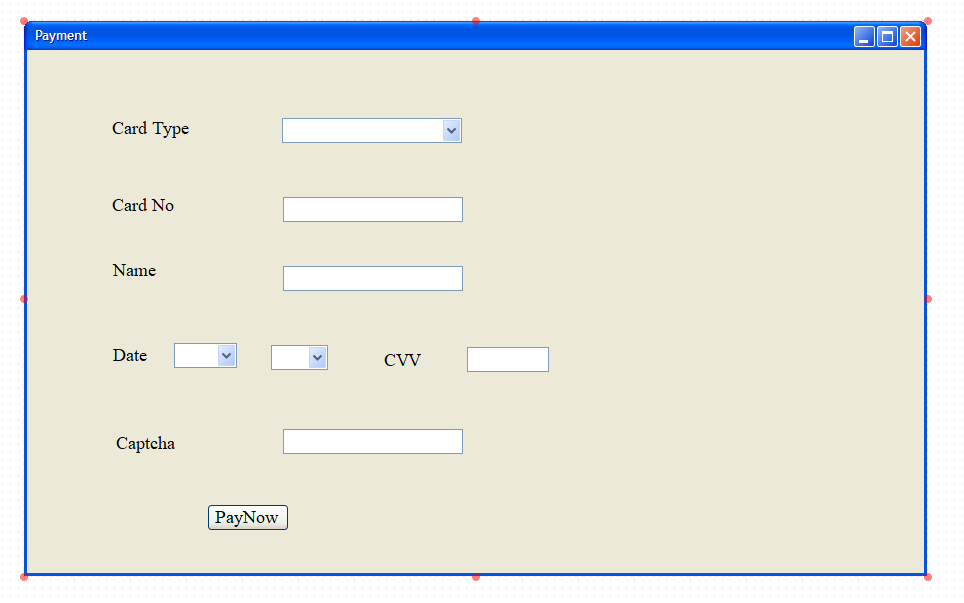 Payment
Card Type
Card No
Name
Date CVV
Captcha
PayNow